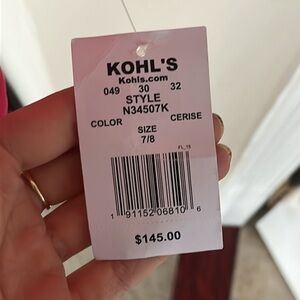 KOHL'S
Kohls.com
049 30 32
STYLE
N34507K
COLOR CERISE
SIZE
7/8
FL_15
1 91152 06810 6
$145.00